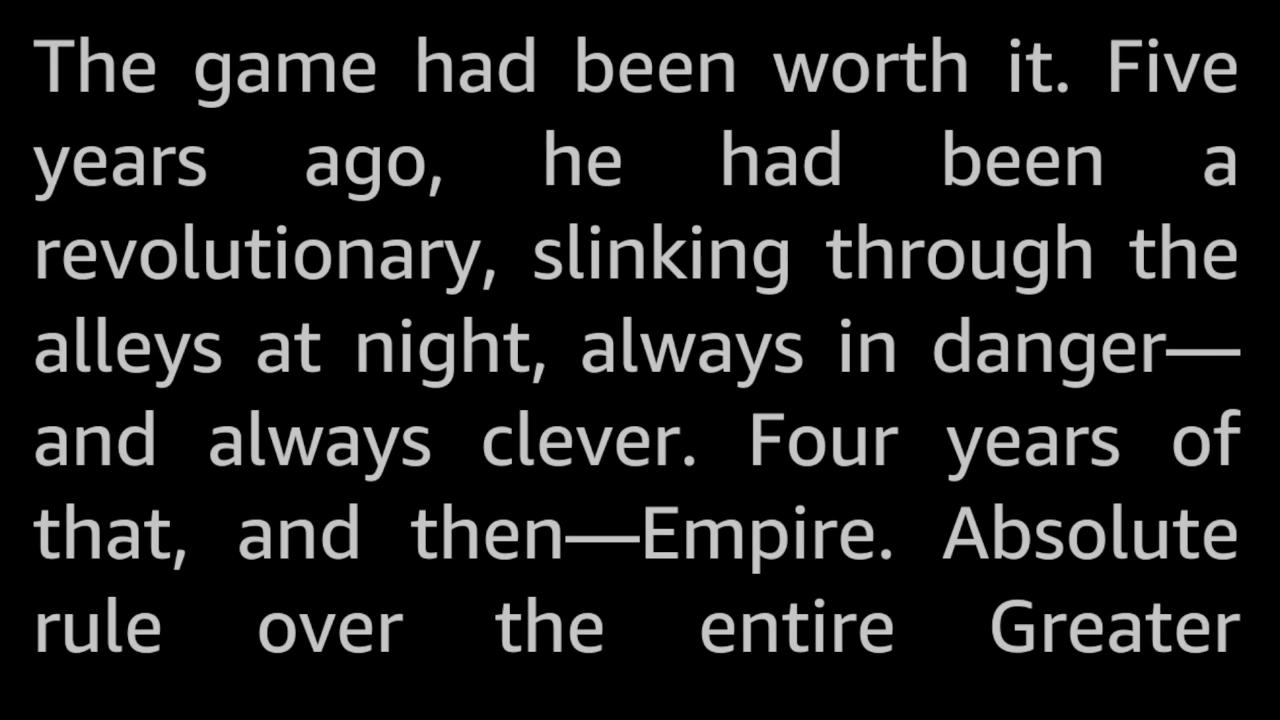 The game had been worth it. Five
years ago, he had been a
revolutionary, slinking through the
alleys at night, always in danger—
and always clever. Four years of
that, and then—Empire. Absolute
rule over the entire Greater